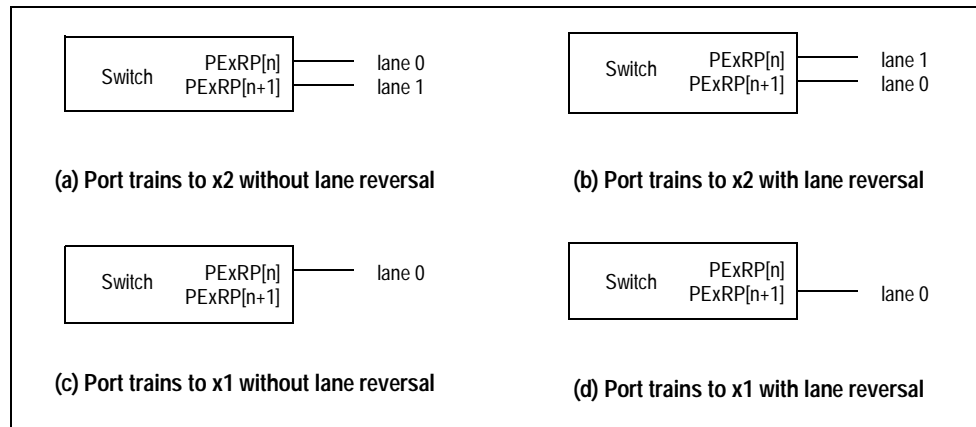 Switch
PExRP[n]
PExRP[n+1]
lane 0
lane 1
(a) Port trains to x2 without lane reversal
Switch
PExRP[n]
PExRP[n+1]
lane 1
lane 0
(b) Port trains to x2 with lane reversal
Switch
PExRP[n]
PExRP[n+1]
lane 0
(c) Port trains to x1 without lane reversal
Switch
PExRP[n]
PExRP[n+1]
lane 0
(d) Port trains to x1 with lane reversal